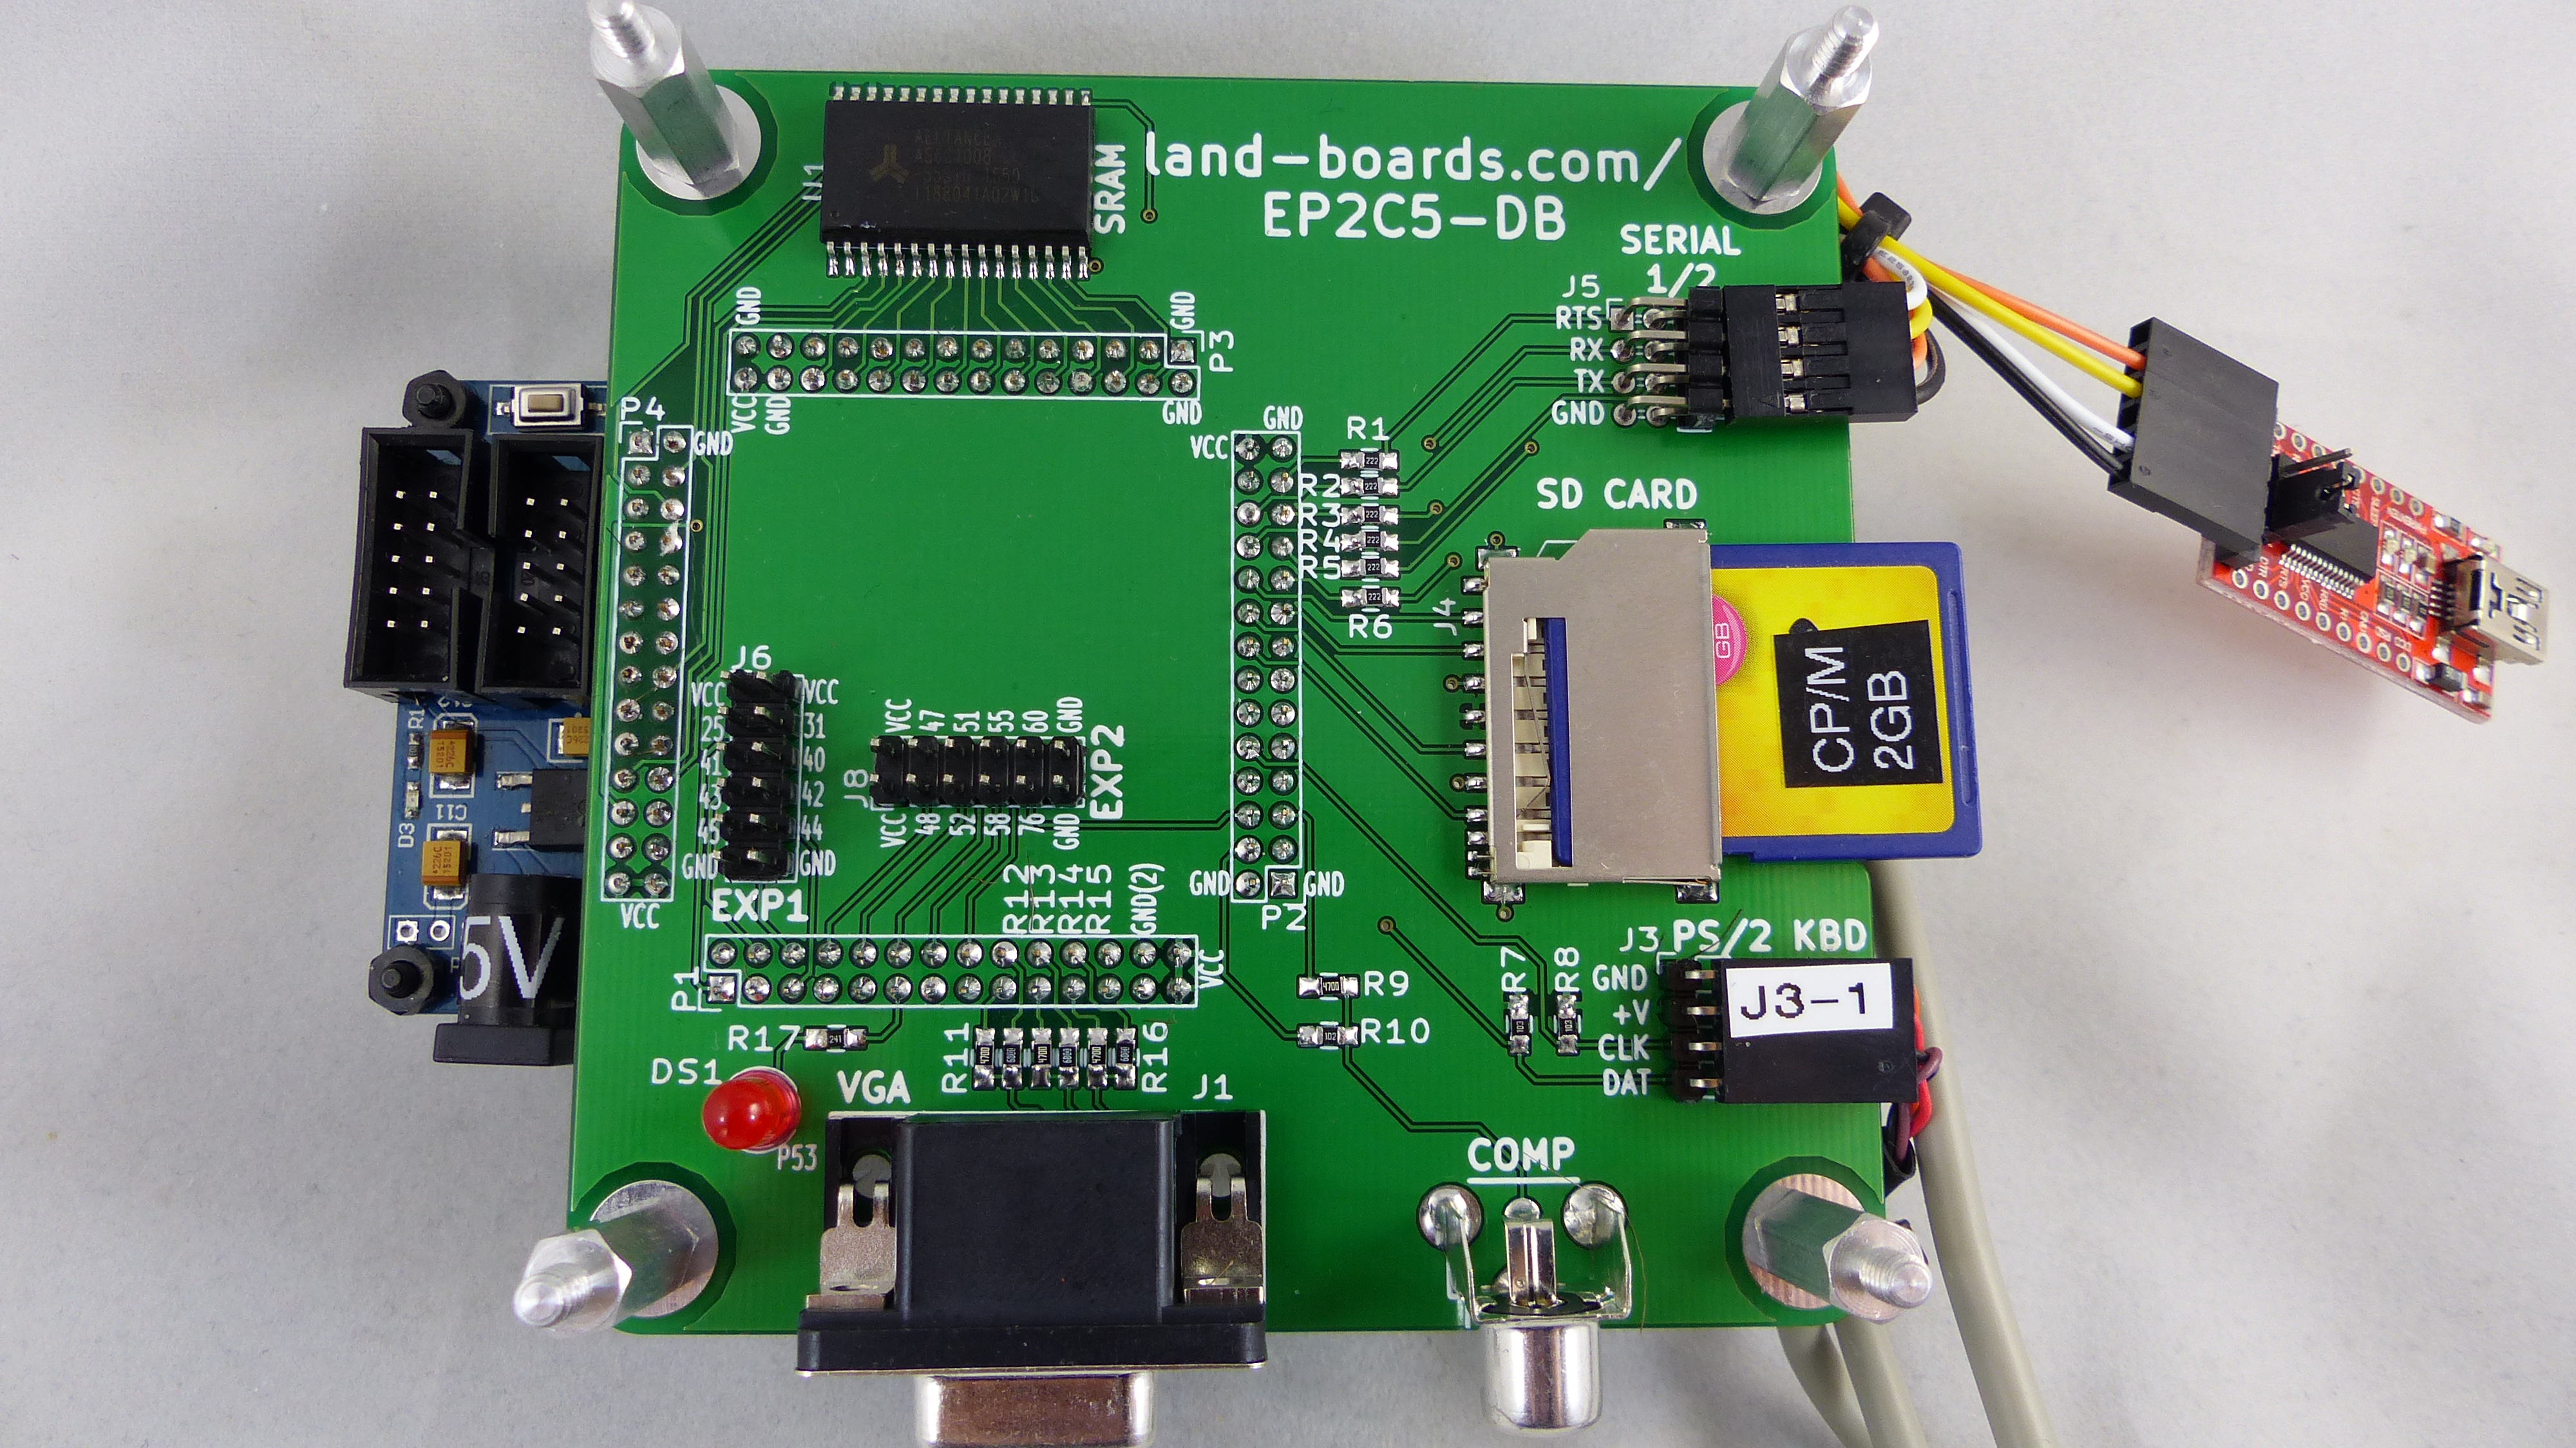 land-boards.com/
EP2C5-DB
U1
SRAM
SERIAL
1/2
J5
RTS
RX
TX
GND
GND
GND
P3
VCC
GND
GND
P4
GND
VCC
GND
VCC
R1
R2
R3
R4
R5
R6
SD CARD
J4
GB
CP/M
2GB
J6
VCC
VCC
25
31
41
40
43
42
45
44
GND
GND
EXP1
J8
VCC
47
51
55
60
GND
VCC
48
52
58
76
GND
EXP2
R12
R13
R14
R15
GND(2)
VCC
P1
GND
GND
P2
J3
PS/2 KBD
GND
+V
CLK
DAT
J3-1
R7
R8
R9
R10
R17
R11
R16
DS1
P53
VGA
J1
COMP
D3
C11
5V